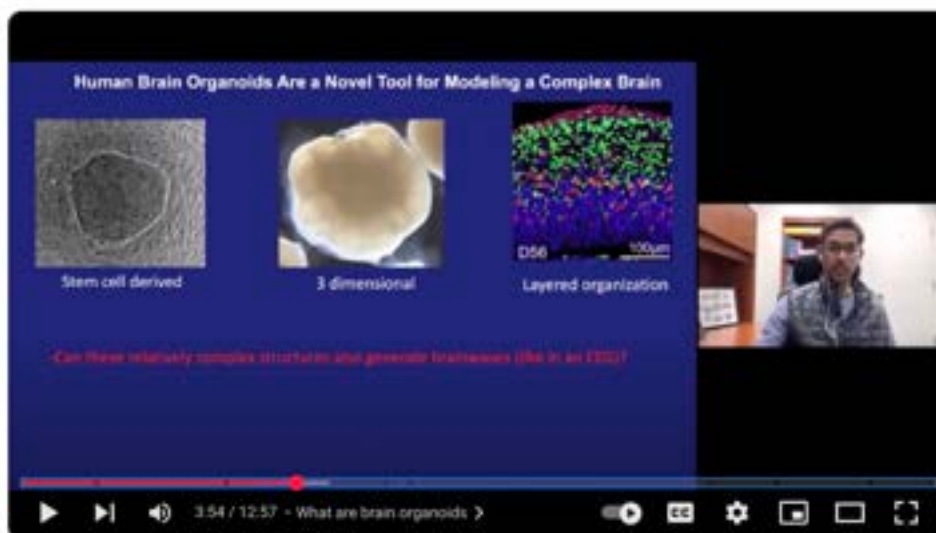 Human Brain Organoids Are a Novel Tool for Modeling a Complex Brain
D56
100μm
Stem cell derived
3 dimensional
Layered organization
-Can these relatively complex structures also generate brainwaves (like in an EEG)?
3:54 / 12:57 • What are brain organoids >
CC